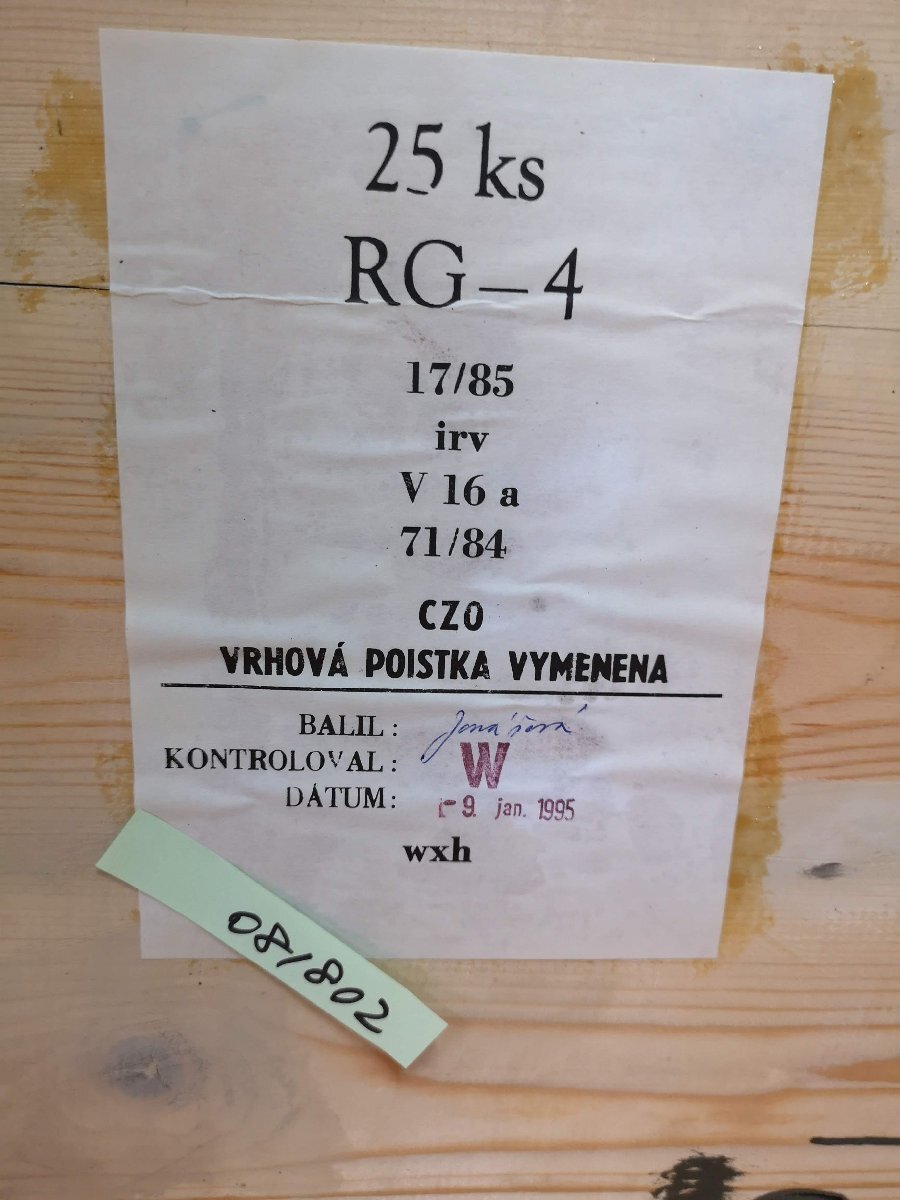 25 ks
RG-4
17/85
irv
V 16 a
71/84
CZO
VRHOVÁ POISTKA VYMENENA
BALIL:
KONTROLOVAL: W
DÁTUM: 9. jan. 1995
wxh
08/802